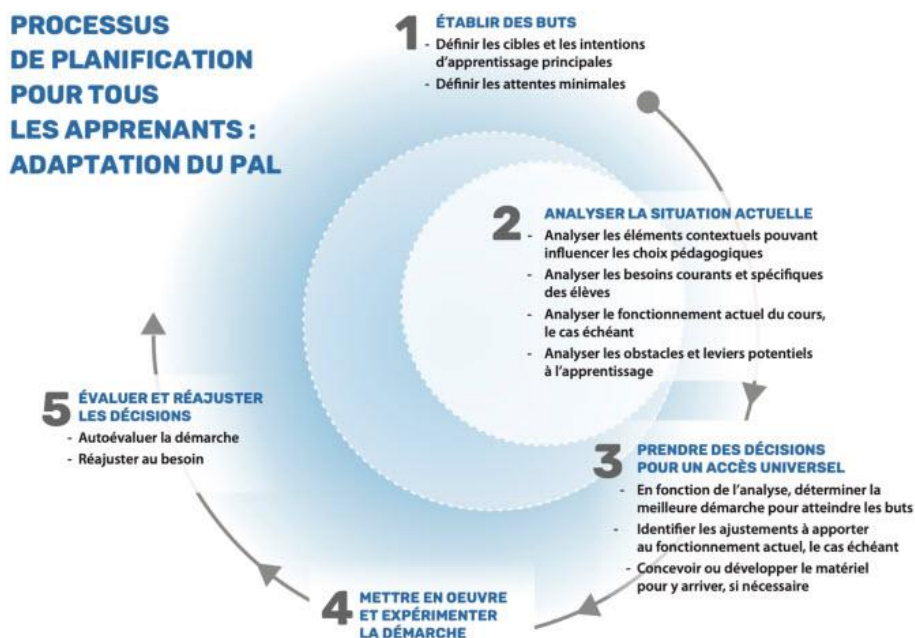 PROCESSUS
DE PLANIFICATION
POUR TOUS
LES APPRENANTS :
ADAPTATION DU PAL
1 ÉTABLIR DES BUTS
- Définir les cibles et les intentions
d'apprentissage principales
- Définir les attentes minimales
2 ANALYSER LA SITUATION ACTUELLE
- Analyser les éléments contextuels pouvant
influencer les choix pédagogiques
- Analyser les besoins courants et spécifiques
des élèves
- Analyser le fonctionnement actuel du cours,
le cas échéant
- Analyser les obstacles et leviers potentiels
à l'apprentissage
3 PRENDRE DES DÉCISIONS
POUR UN ACCÈS UNIVERSEL
- En fonction de l'analyse, déterminer la
meilleure démarche pour atteindre les buts
- Identifier les ajustements à apporter
au fonctionnement actuel, le cas échéant
- Concevoir ou développer le matériel
pour y arriver, si nécessaire
4 METTRE EN OEUVRE
ET EXPÉRIMENTER
LA DÉMARCHE
5 ÉVALUER ET RÉAJUSTER
LES DÉCISIONS
- Autoévaluer la démarche
- Réajuster au besoin